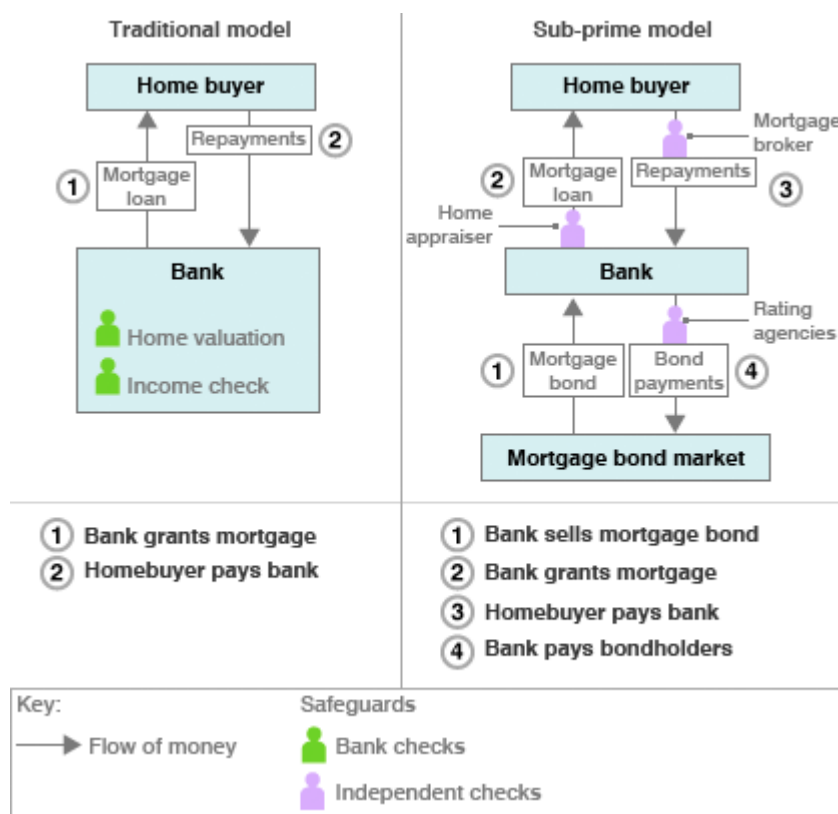 Traditional model
Home buyer
Repayments
2
1
Mortgage
loan
Bank
Home valuation
Income check
1
Bank grants mortgage
2
Homebuyer pays bank
Sub-prime model
Home buyer
Mortgage
broker
2
Mortgage
loan
Repayments
3
Home
appraiser
Bank
Rating
agencies
1
Mortgage
bond
Bond
payments
4
Mortgage bond market
1
Bank sells mortgage bond
2
Bank grants mortgage
3
Homebuyer pays bank
4
Bank pays bondholders
Key:
Flow of money
Safeguards
Bank checks
Independent checks